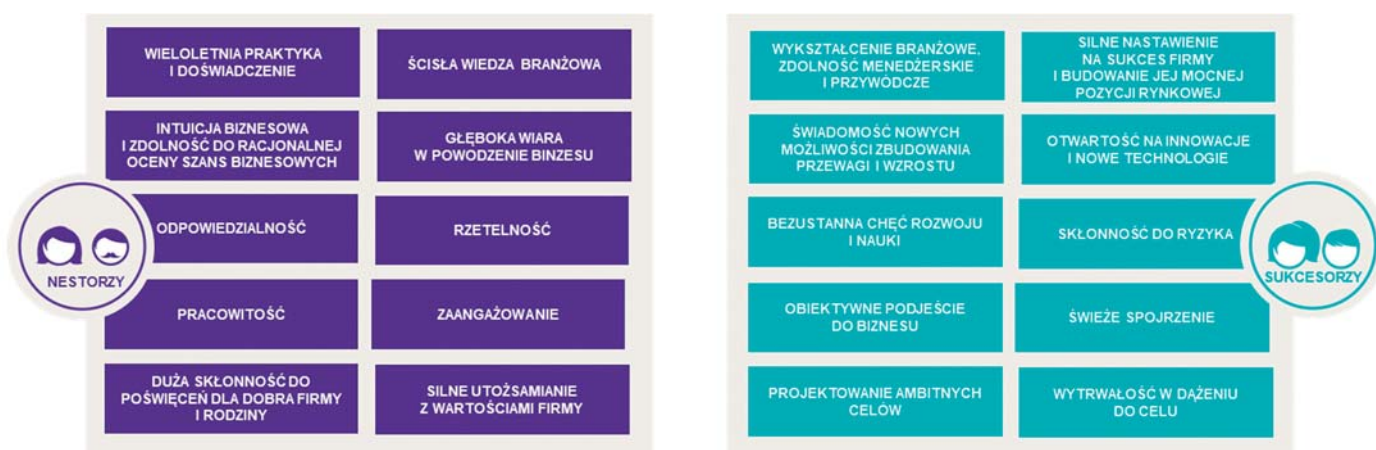 WIELOLETNIA PRAKTYKA
I DOŚWIADCZENIE
ŚCISŁA WIEDZA BRANŻOWA
INTUICJA BIZNESOWA
I ZDOLNOŚĆ DO RACJONALNEJ
OCENY SZANS BIZNESOWYCH
GŁĘBOKA WIARA
W POWODZENIE BINZESU
ODPOWIEDZIALNOŚĆ
RZETELNOŚĆ
NESTORZY
PRACOWITOŚĆ
ZAANGAŻOWANIE
DUŻA SKŁONNOŚĆ DO
POŚWIĘCEŃ DLA DOBRA FIRMY
I RODZINY
SILNE UTOŻSAMIANIE
Z WARTOŚCIAMI FIRMY
WYKSZTAŁCENIE BRANŻOWE,
ZDOLNOŚĆ MENEDŻERSKIE
I PRZYWÓDCZE
SILNE NASTAWIENIE
NA SUKCES FIRMY
I BUDOWANIE JEJ MOCNEJ
POZYCJI RYNKOWEJ
ŚWIADOMOŚĆ NOWYCH
MOŻLIWOŚCI ZBUDOWANIA
PRZEWAGI I WZROSTU
OTWARTOŚĆ NA INNOWACJE
I NOWE TECHNOLOGIE
BEZUSTANNA CHĘĆ ROZWOJU
I NAUKI
SKŁONNOŚĆ DO RYZYKA
SUKCESORZY
OBIEKTYWNE PODJEŚCIE
DO BIZNESU
ŚWIEŻE SPOJRZENIE
PROJEKTOWANIE AMBITNYCH
CELÓW
WYTRWAŁOŚĆ W DĄŻENIU
DO CELU